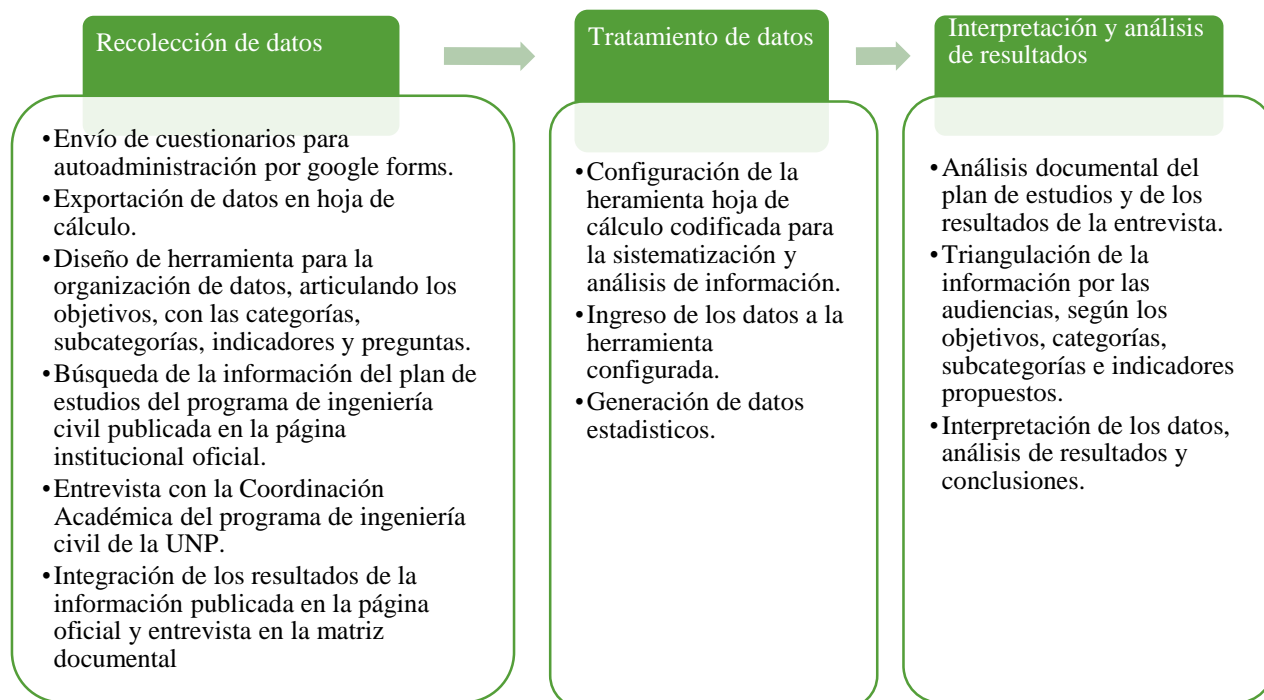 Recolección de datos
•Envío de cuestionarios para
autoadministración por google forms.
•Exportación de datos en hoja de
cálculo.
•Diseño de herramienta para la
organización de datos, articulando los
objetivos, con las categorías,
subcategorías, indicadores y preguntas.
•Búsqueda de la información del plan de
estudios del programa de ingeniería
civil publicada en la página
institucional oficial.
•Entrevista con la Coordinación
Académica del programa de ingeniería
civil de la UNP.
•Integración de los resultados de la
información publicada en la página
oficial y entrevista en la matriz
documental
Tratamiento de datos
•Configuración de la
heramienta hoja de
cálculo codificada para
la sistematización y
análisis de información.
•Ingreso de los datos a la
herramienta
configurada.
•Generación de datos
estadisticos.
Interpretación y análisis
de resultados
•Análisis documental del
plan de estudios y de los
resultados de la entrevista.
•Triangulación de la
información por las
audiencias, según los
objetivos, categorías,
subcategorías e indicadores
propuestos.
•Interpretación de los datos,
análisis de resultados y
conclusiones.